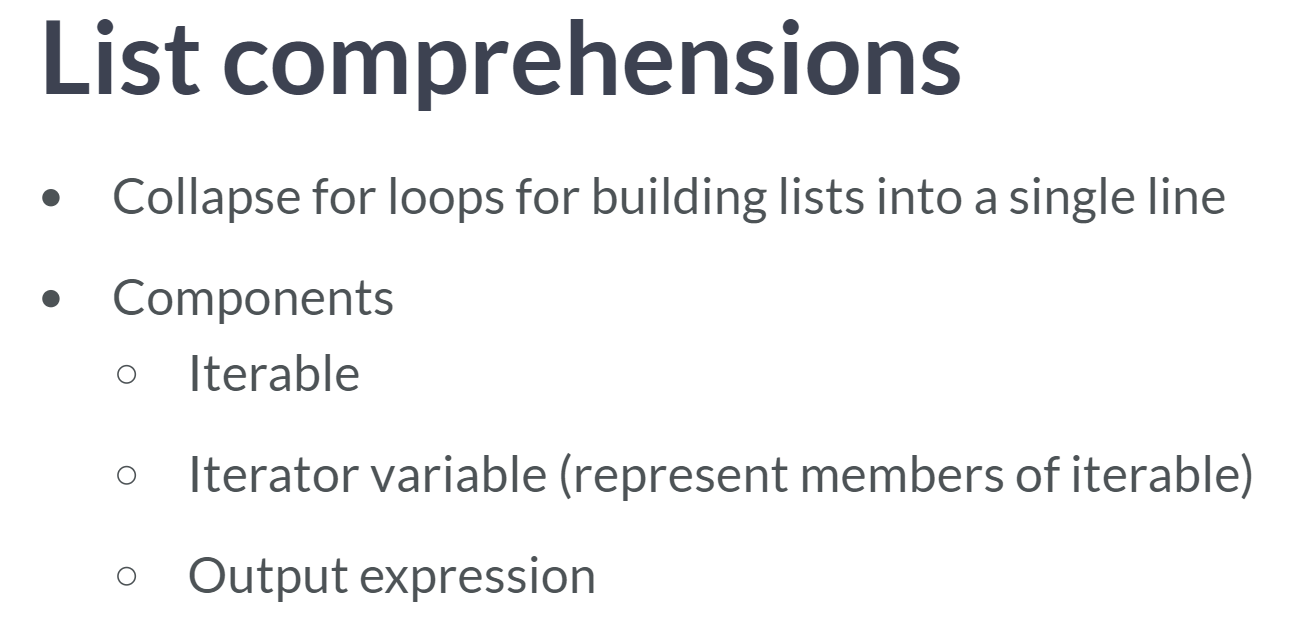 List comprehensions
• Collapse for loops for building lists into a single line
• Components
○ Iterable
○ Iterator variable (represent members of iterable)
○ Output expression